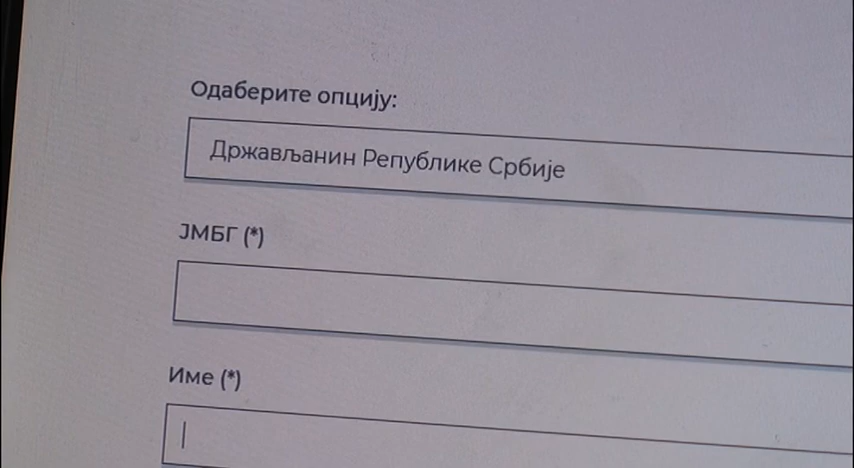 Одаберите опцију:
Држављанин Републике Србије
ЈМБГ (*)
Име (*)